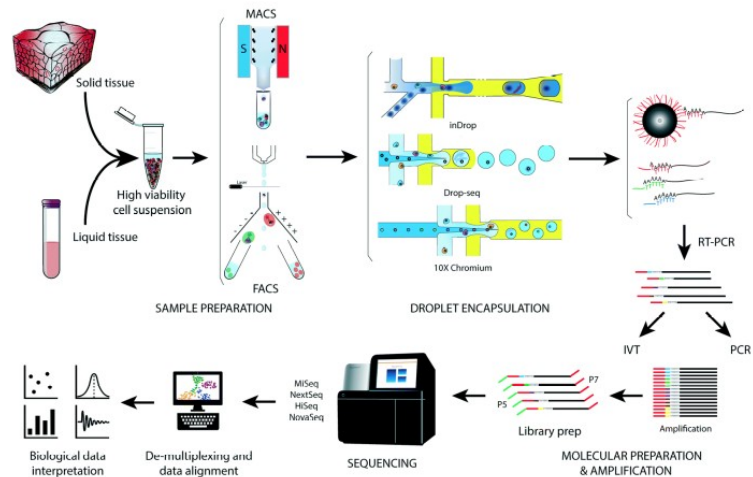 MACS
S
N
Solid tissue
High viability
cell suspension
Liquid tissue
Laser
FACS
SAMPLE PREPARATION
inDrop
Drop-seq
10X Chromium
DROPLET ENCAPSULATION
RT-PCR
IVT
PCR
Amplification
MOLECULAR PREPARATION
& AMPLIFICATION
P7
P5
Library prep
MiSeq
NextSeq
HiSeq
NovaSeq
SEQUENCING
De-multiplexing and
data alignment
Biological data
interpretation